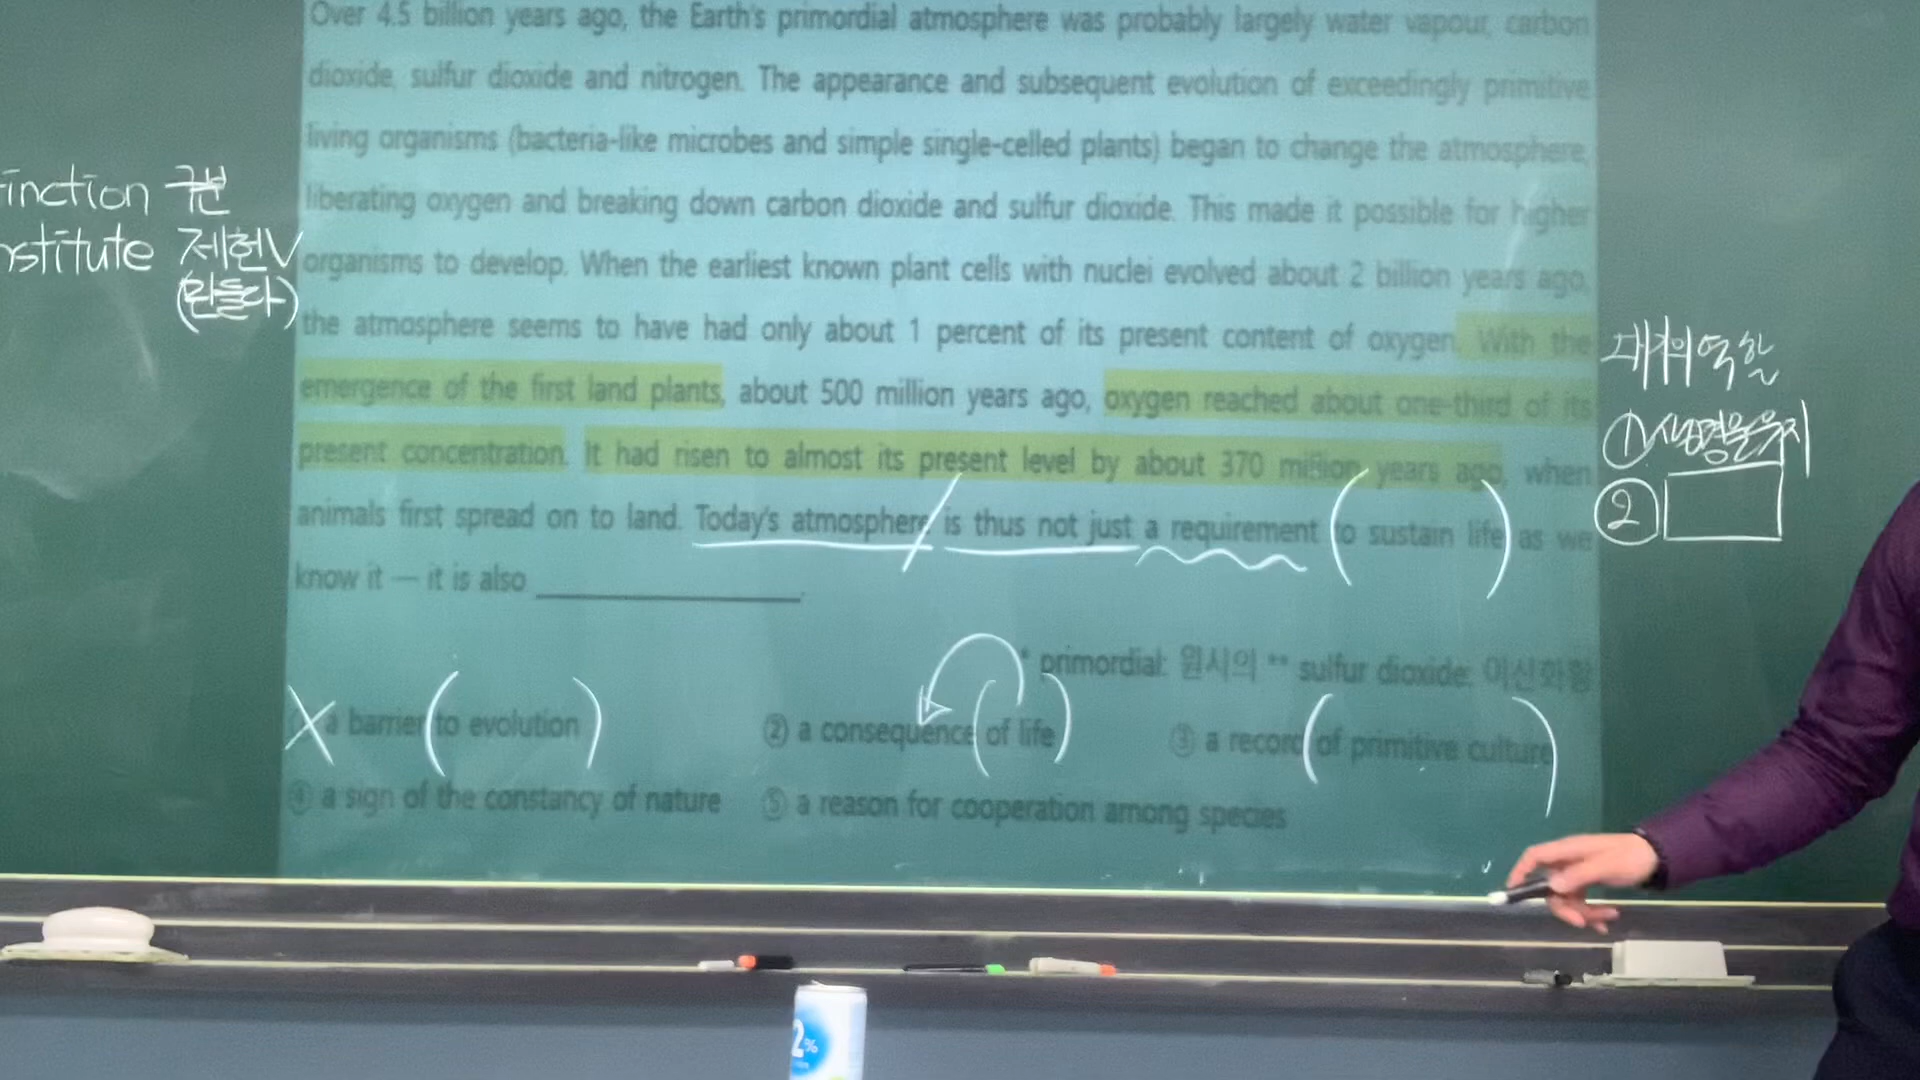 Over 4.5 billion years ago, the Earth's primordial atmosphere was probably largely water vapour, carbon
dioxide, sulfur dioxide and nitrogen. The appearance and subsequent evolution of exceedingly primitive
living organisms (bacteria-like microbes and simple single-celled plants) began to change the atmosphere,
liberating oxygen and breaking down carbon dioxide and sulfur dioxide. This made it possible for higher
organisms to develop. When the earliest known plant cells with nuclei evolved about 2 billion years ago,
the atmosphere seems to have had only about 1 percent of its present content of oxygen. With the
emergence of the first land plants, about 500 million years ago, oxygen reached about one-third of its
present concentration. It had risen to almost its present level by about 370 million years ago, when
animals first spread on to land. Today's atmosphere is thus not just a requirement to sustain life as we
know it — it is also
* primordial: 원시의 ** sulfur dioxide: 이산화황
① a barrier to evolution ② a consequence of life ③ a record of primitive culture
④ a sign of the constancy of nature ⑤ a reason for cooperation among species
inction 구분
stitute 제헌V
(만들다)
대기의 역할
① 생명을 유지
②
2%